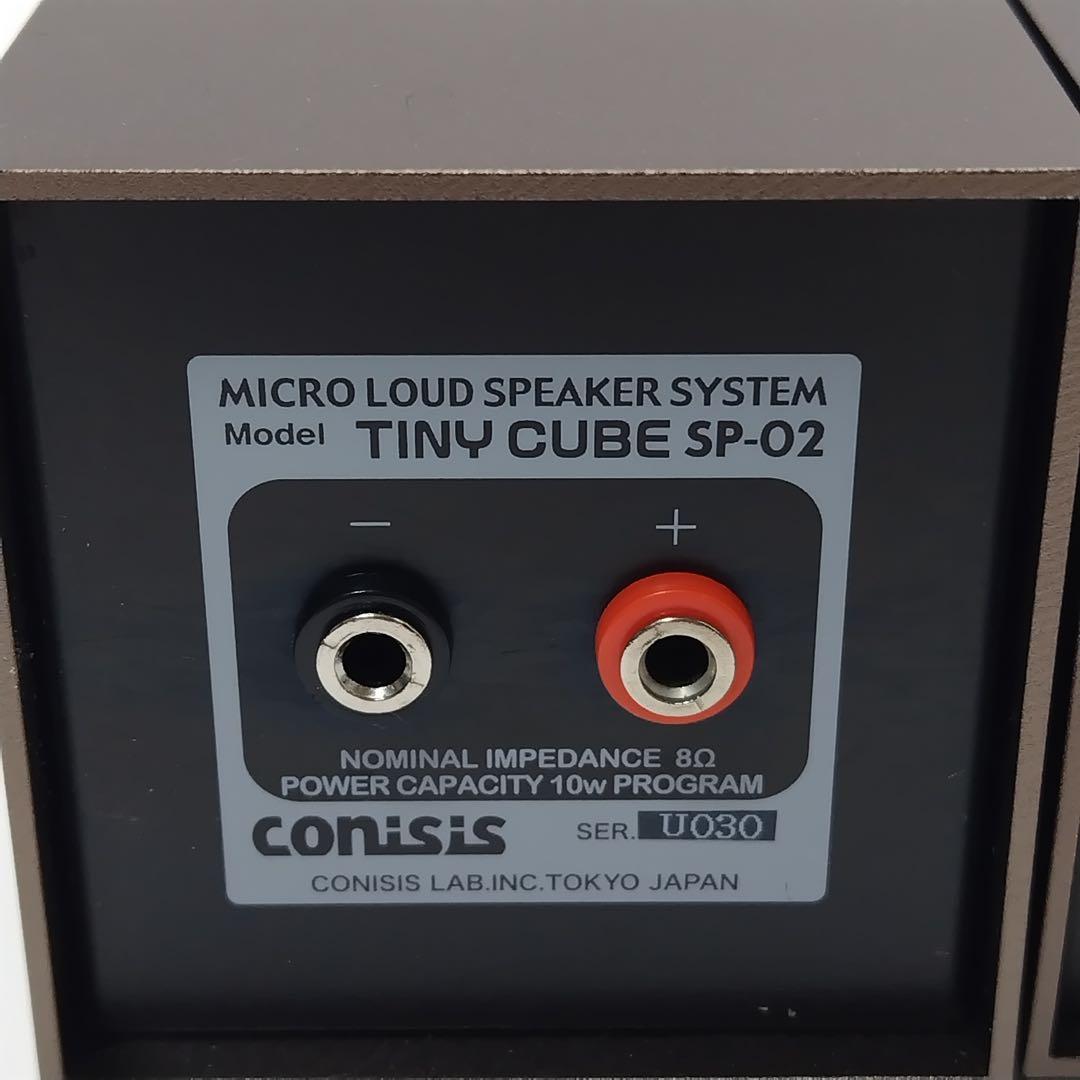 MICRO LOUD SPEAKER SYSTEM
Model TINY CUBE SP-02
− +
NOMINAL IMPEDANCE 8Ω
POWER CAPACITY 10w PROGRAM
conisis SER. U030
CONISIS LAB.INC.TOKYO JAPAN